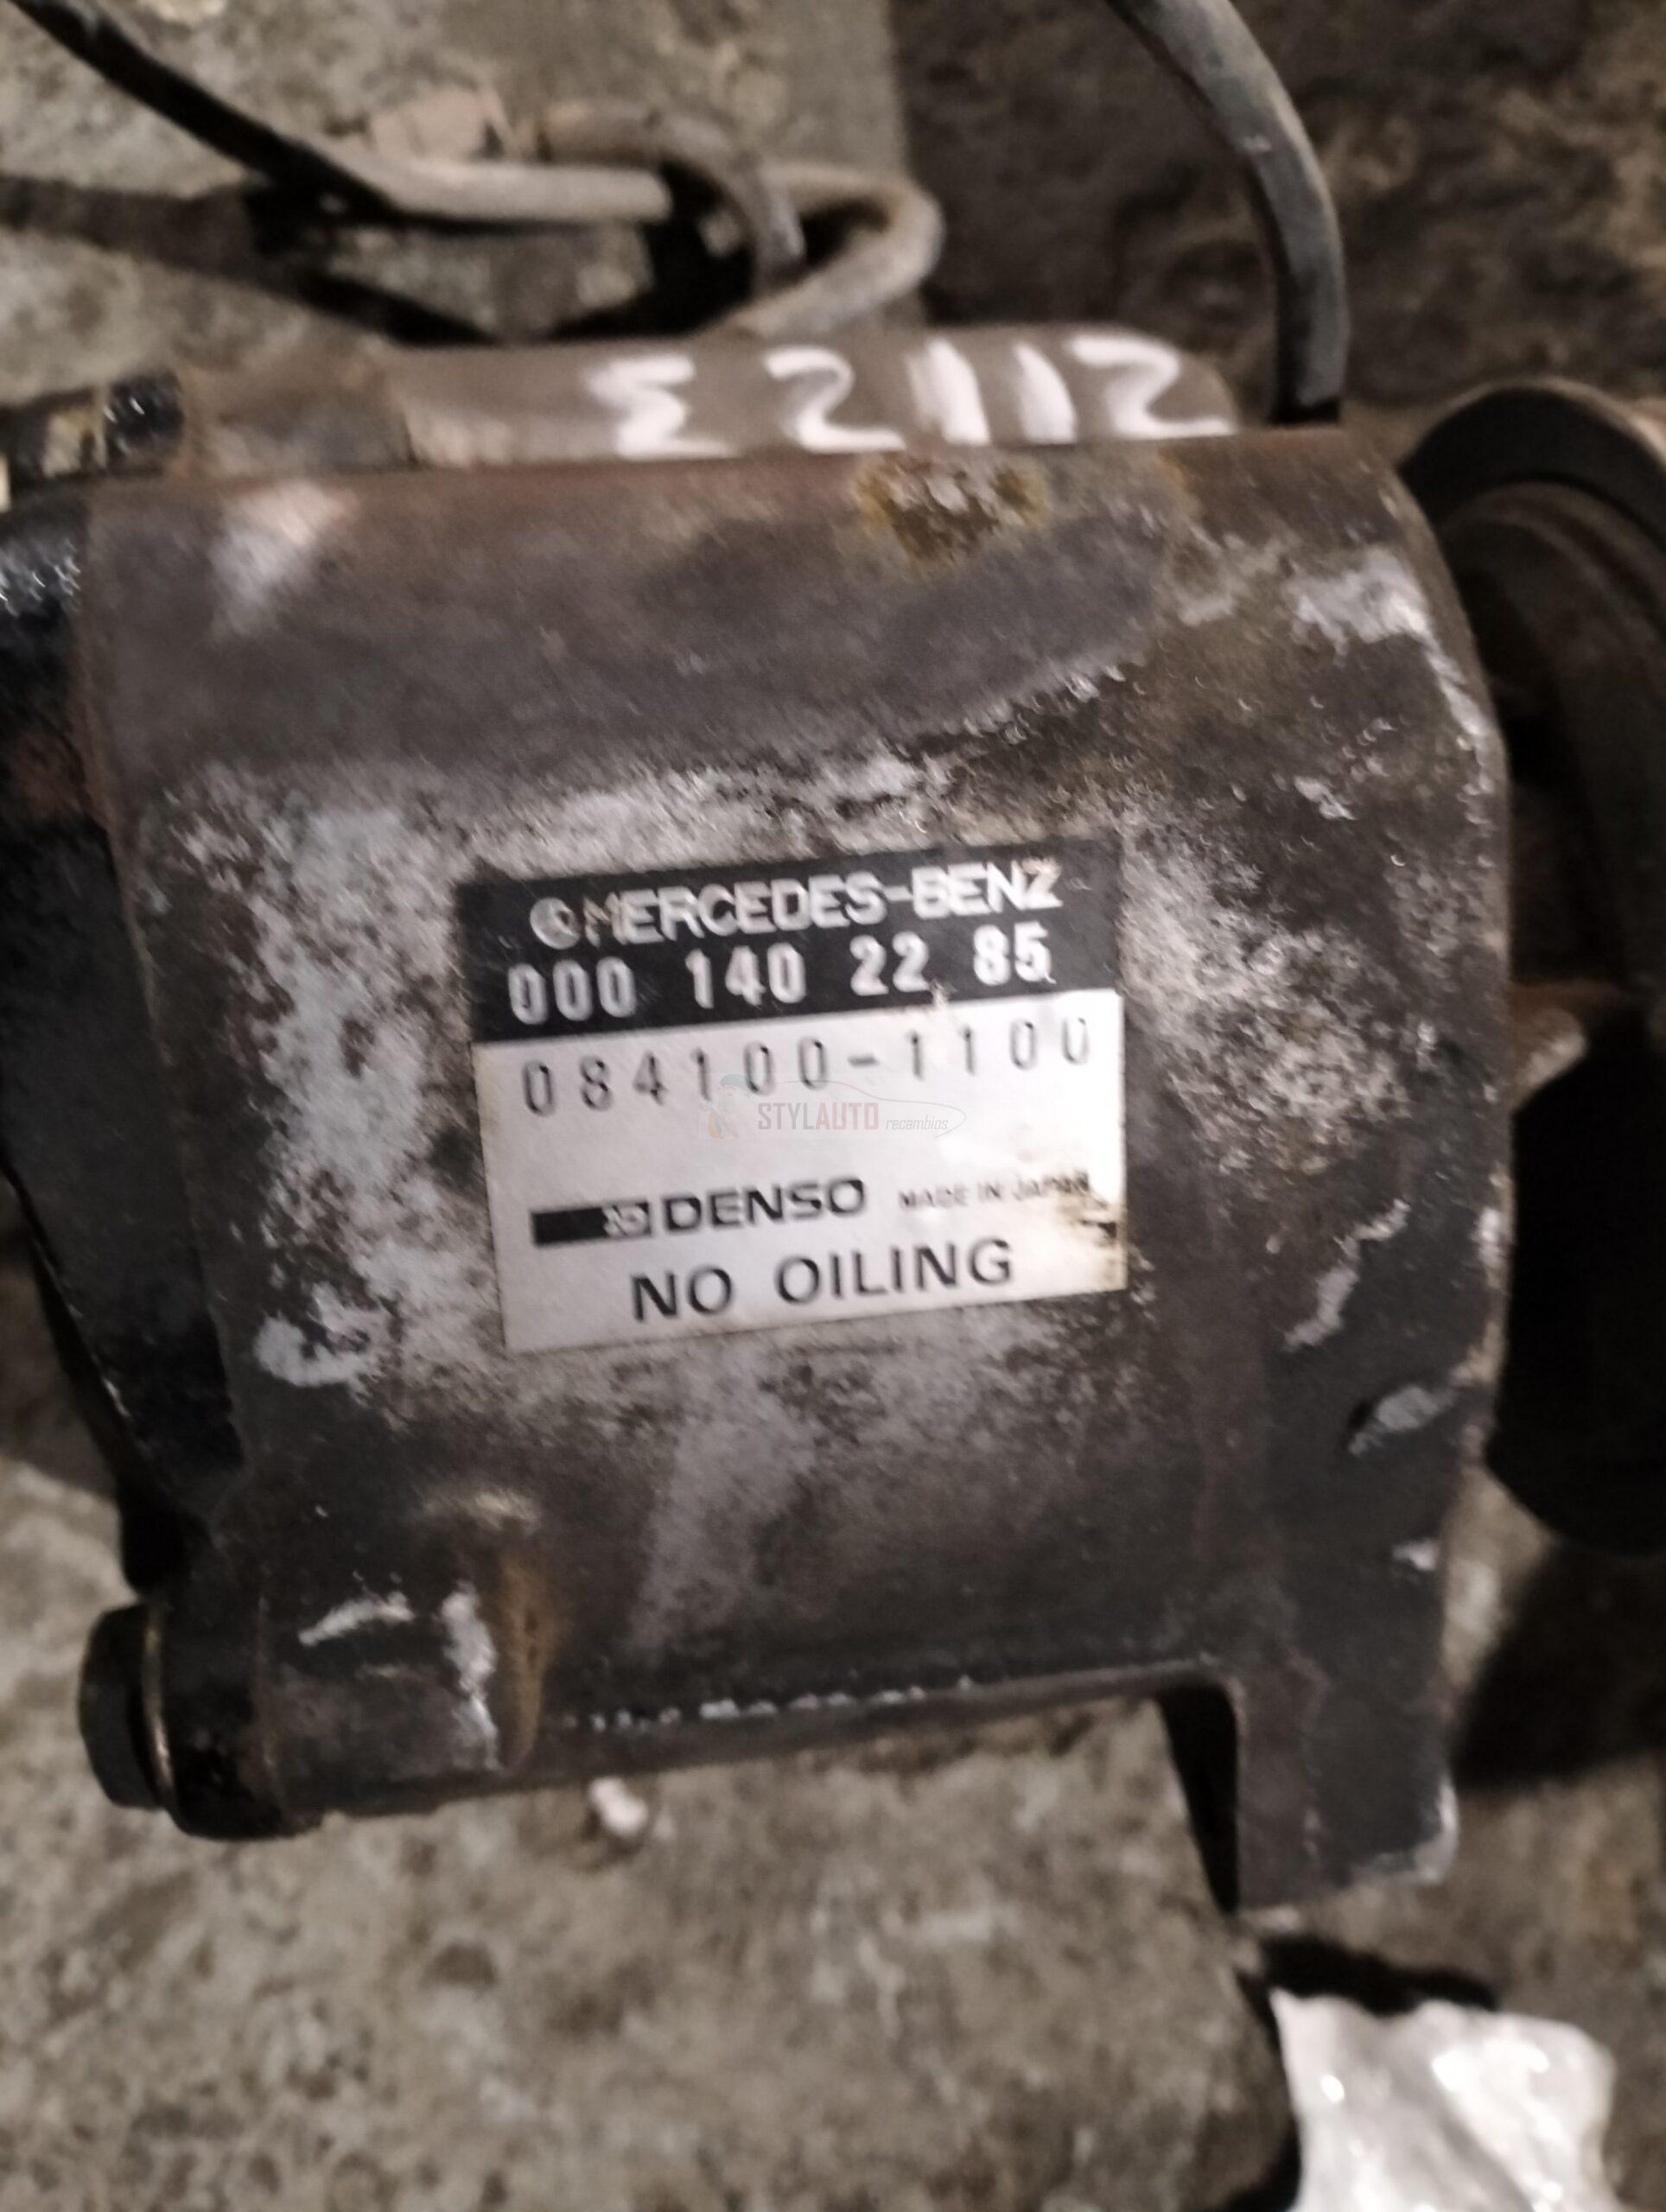 E2112
MERCEDES-BENZ
000 140 22 85
084100-1100
STYLAUTO recambios
DENSO MADE IN JAPAN
NO OILING